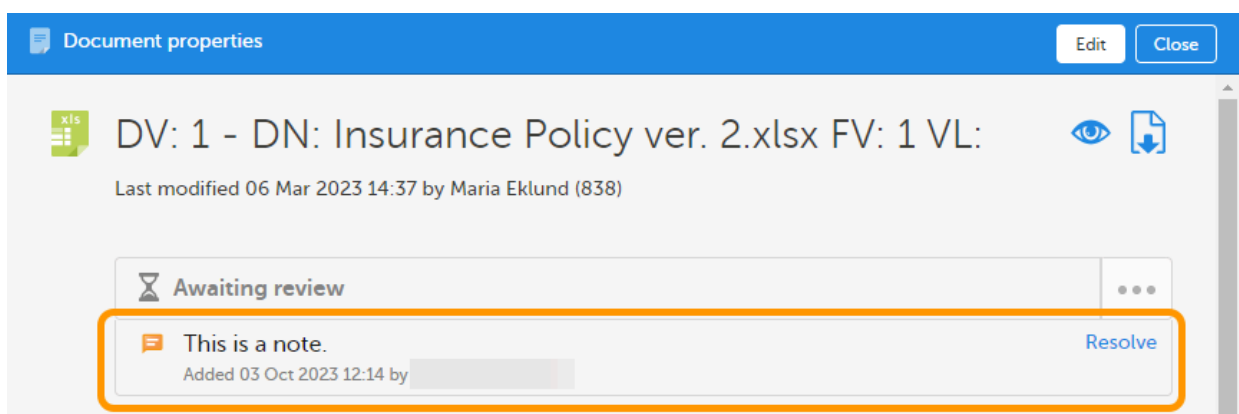 Document properties
Edit
Close
xls
DV: 1 - DN: Insurance Policy ver. 2.xlsx FV: 1 VL:
Last modified 06 Mar 2023 14:37 by Maria Eklund (838)
Awaiting review
This is a note.
Resolve
Added 03 Oct 2023 12:14 by